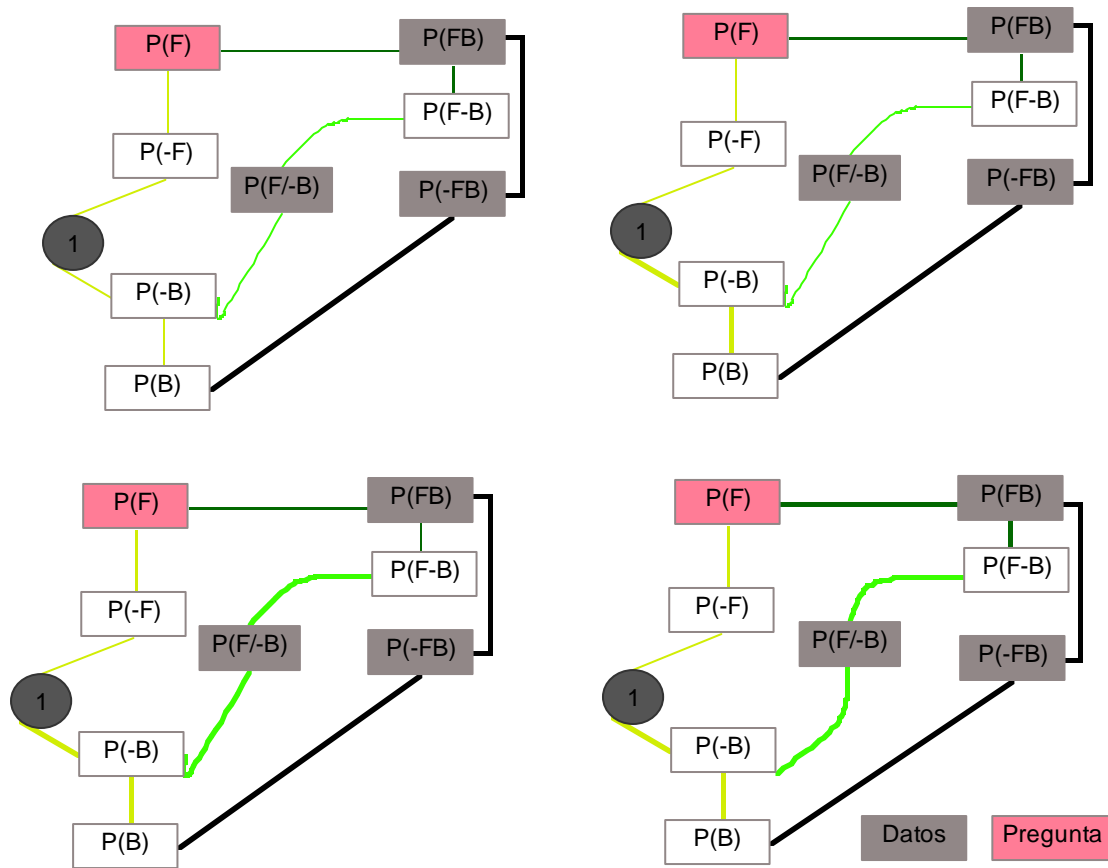 P(F)
P(FB)
P(F-B)
P(-F)
P(F/-B)
P(-FB)
1
P(-B)
P(B)
P(F)
P(FB)
P(F-B)
P(-F)
P(F/-B)
P(-FB)
1
P(-B)
P(B)
P(F)
P(FB)
P(F-B)
P(-F)
P(F/-B)
P(-FB)
1
P(-B)
P(B)
P(F)
P(FB)
P(F-B)
P(-F)
P(F/-B)
P(-FB)
1
P(-B)
P(B)
Datos
Pregunta